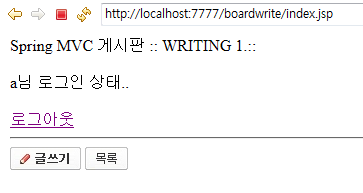 http://localhost:7777/boardwrite/index.jsp
Spring MVC 게시판 :: WRITING 1.::
a님 로그인 상태..
로그아웃
글쓰기 목록